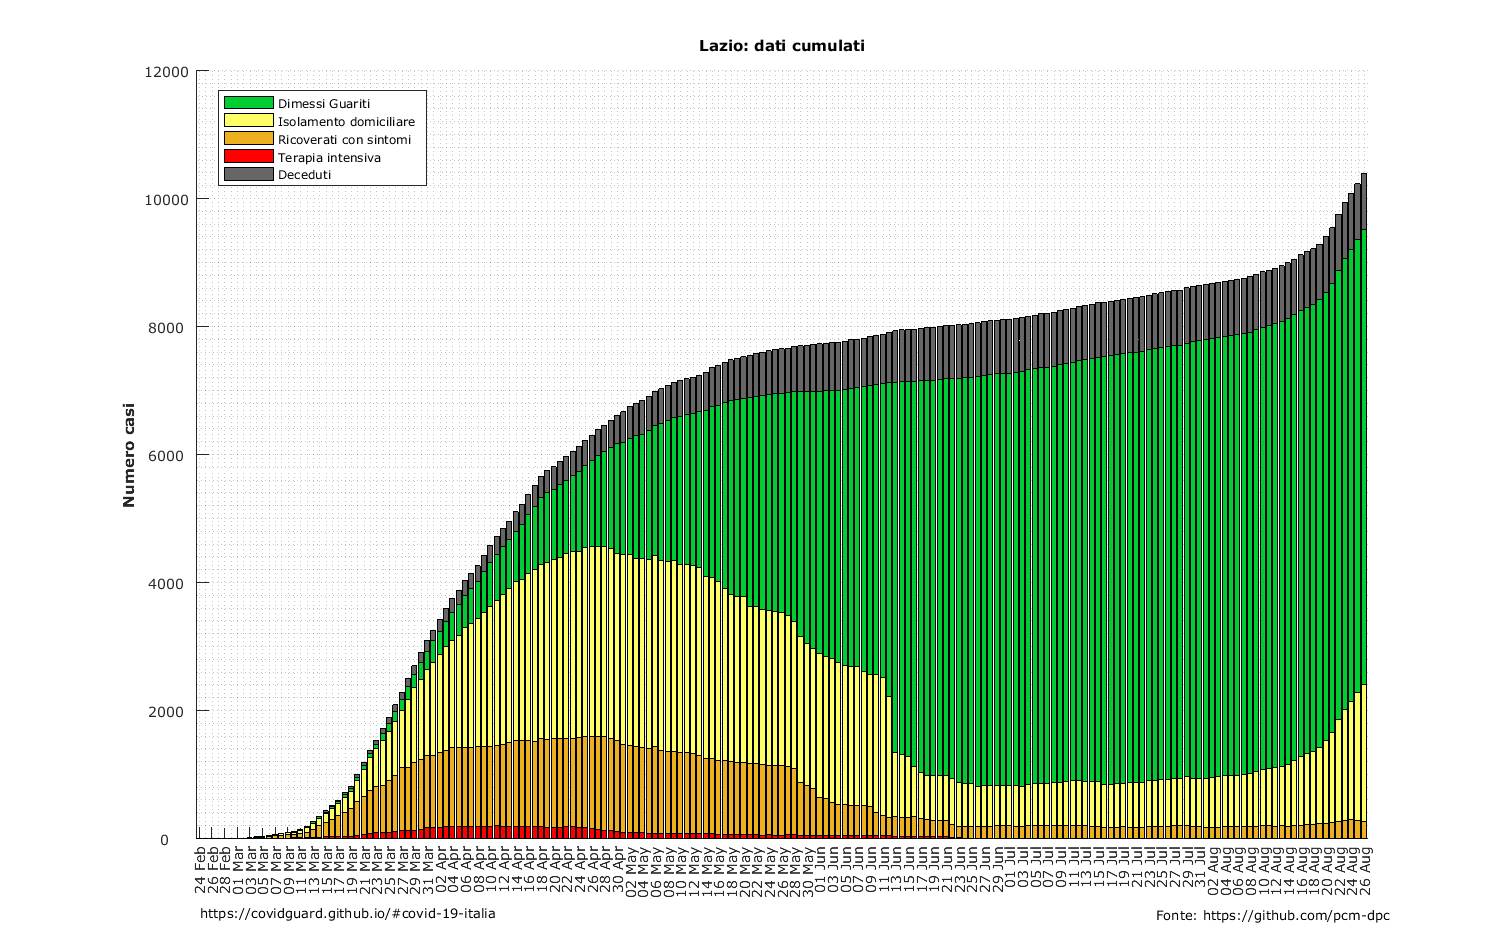 Lazio: dati cumulati
12000
10000
8000
6000
4000
2000
0
Numero casi
Dimessi Guariti
Isolamento domiciliare
Ricoverati con sintomi
Terapia intensiva
Deceduti
24 Feb
26 Feb
28 Feb
01 Mar
03 Mar
05 Mar
07 Mar
09 Mar
11 Mar
13 Mar
15 Mar
17 Mar
19 Mar
21 Mar
23 Mar
25 Mar
27 Mar
29 Mar
31 Mar
02 Apr
04 Apr
06 Apr
08 Apr
10 Apr
12 Apr
14 Apr
16 Apr
18 Apr
20 Apr
22 Apr
24 Apr
26 Apr
28 Apr
30 Apr
02 May
04 May
06 May
08 May
10 May
12 May
14 May
16 May
18 May
20 May
22 May
24 May
26 May
28 May
30 May
01 Jun
03 Jun
05 Jun
07 Jun
09 Jun
11 Jun
13 Jun
15 Jun
17 Jun
19 Jun
21 Jun
23 Jun
25 Jun
27 Jun
29 Jun
01 Jul
03 Jul
05 Jul
07 Jul
09 Jul
11 Jul
13 Jul
15 Jul
17 Jul
19 Jul
21 Jul
23 Jul
25 Jul
27 Jul
29 Jul
31 Jul
02 Aug
04 Aug
06 Aug
08 Aug
10 Aug
12 Aug
14 Aug
16 Aug
18 Aug
20 Aug
22 Aug
24 Aug
26 Aug
https://covidguard.github.io/#covid-19-italia
Fonte: https://github.com/pcm-dpc